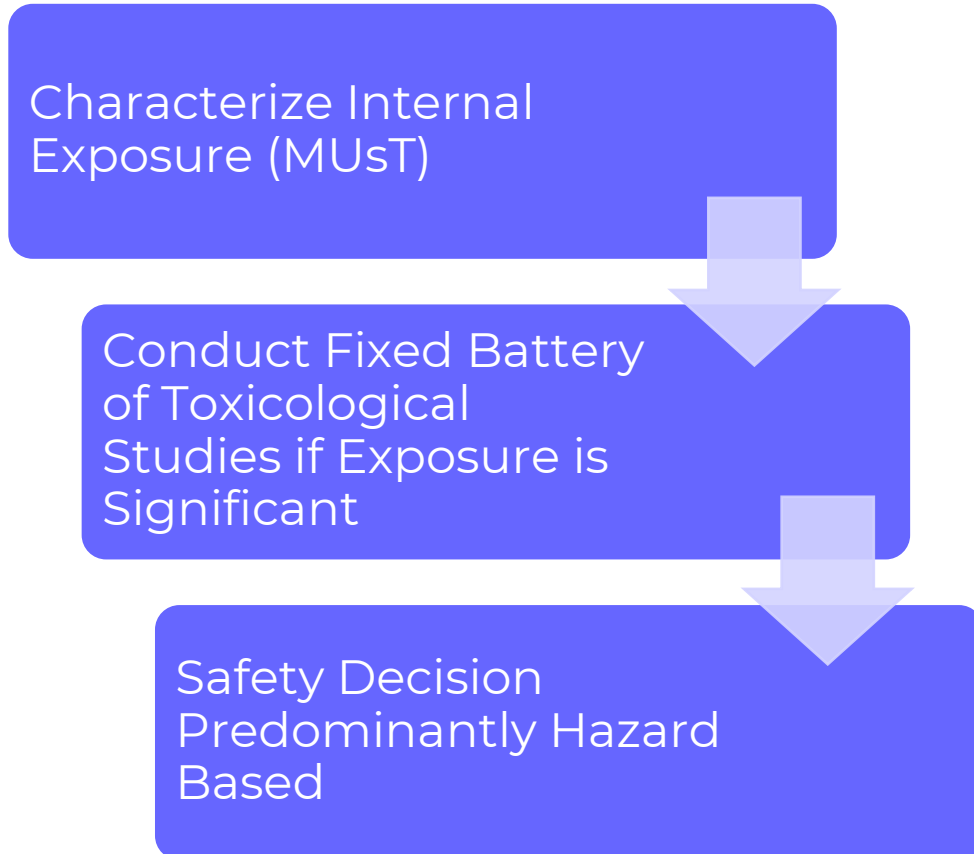 Characterize Internal
Exposure (MUsT)
Conduct Fixed Battery
of Toxicological
Studies if Exposure is
Significant
Safety Decision
Predominantly Hazard
Based